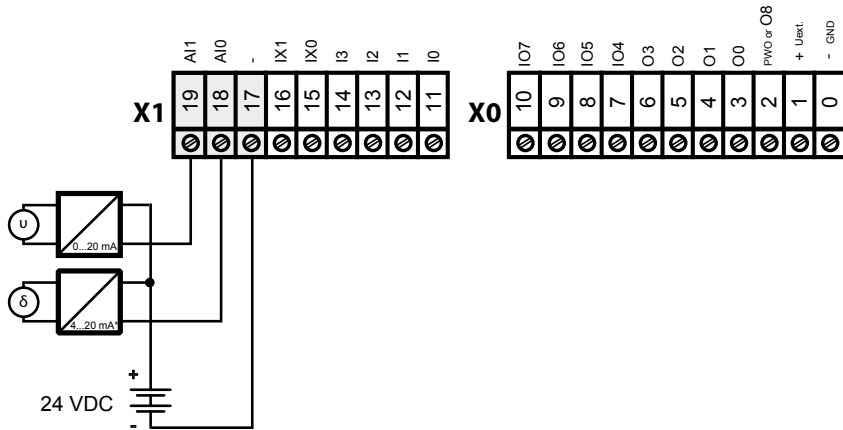 AI1 AI0 - IX1 IX0 I3 I2 I1 I0
IO7 IO6 IO5 IO4 O3 O2 O1 O0 PWO or O8 + Uext. - GND
X1 19 18 17 16 15 14 13 12 11
X0 10 9 8 7 6 5 4 3 2 1 0
υ
0...20 mA
δ
4...20 mA*
+
24 VDC
-